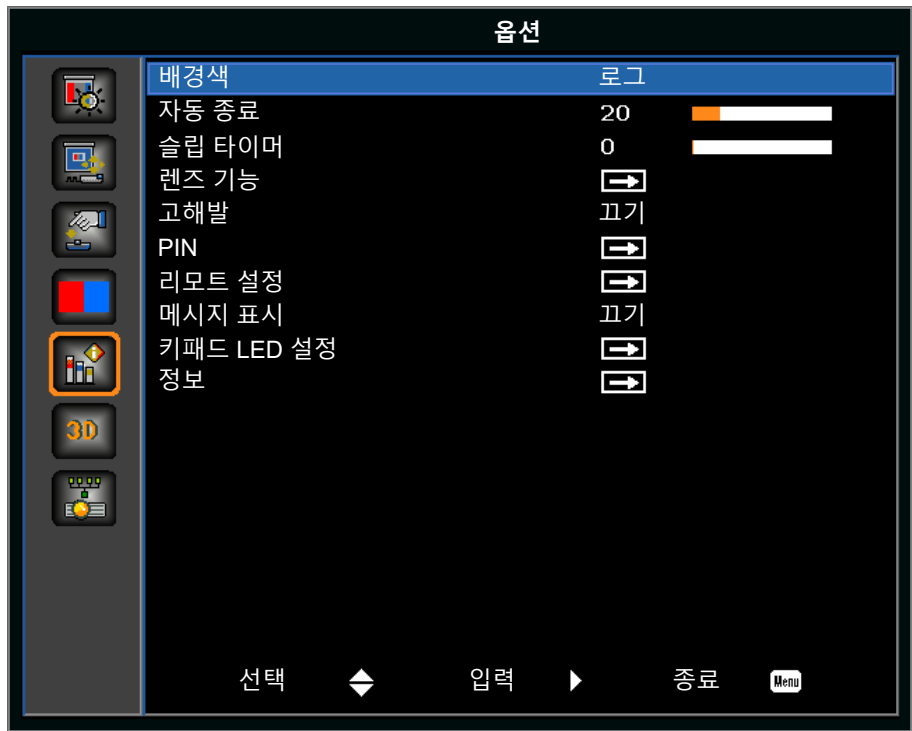 옵션
배경색 로그
자동 종료 20
슬립 타이머 0
렌즈 기능
고해발 끄기
PIN
리모트 설정
메시지 표시 끄기
키패드 LED 설정
정보
3D
선택 입력 종료 Menu